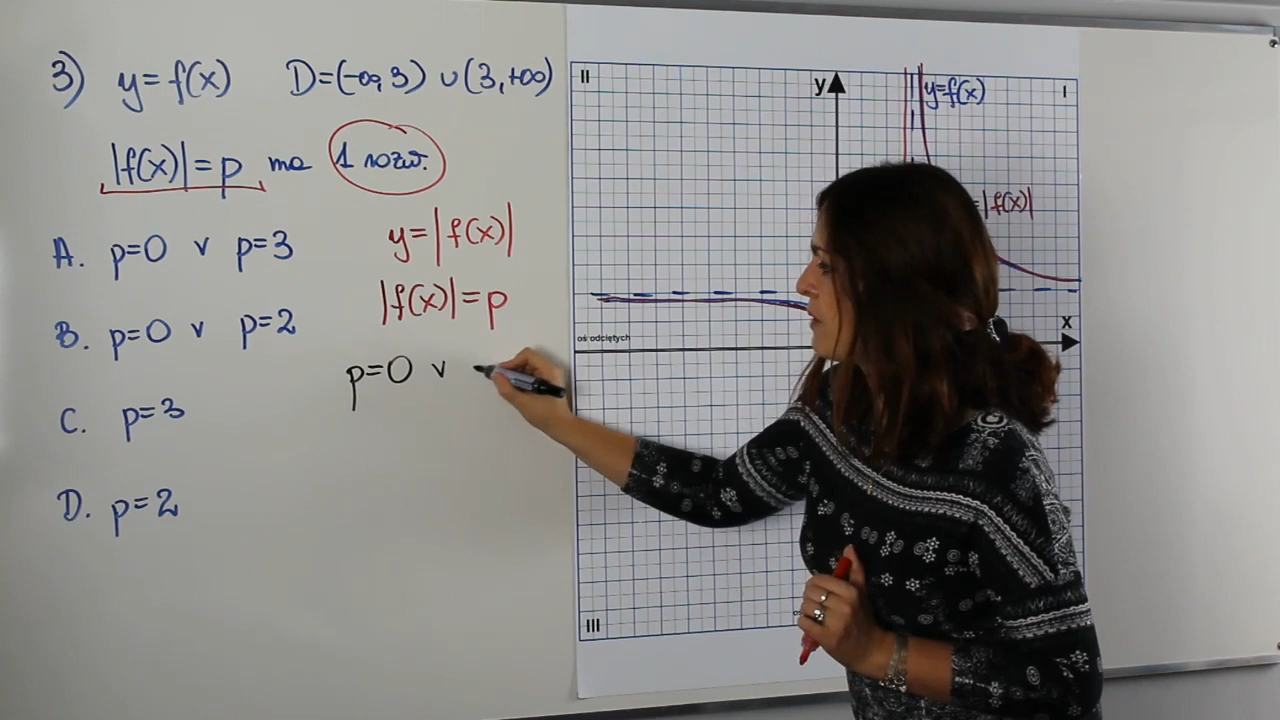 3) y=f(x) D=(-∞,3) ∪ (3,+∞)
|f(x)|=p ma 1 rozw.
A. p=0 ∨ p=3
B. p=0 ∨ p=2
C. p=3
D. p=2
y=|f(x)|
|f(x)|=p
p=0 ∨
II
y
y=f(x)
I
=|f(x)|
x
oś odciętych
III